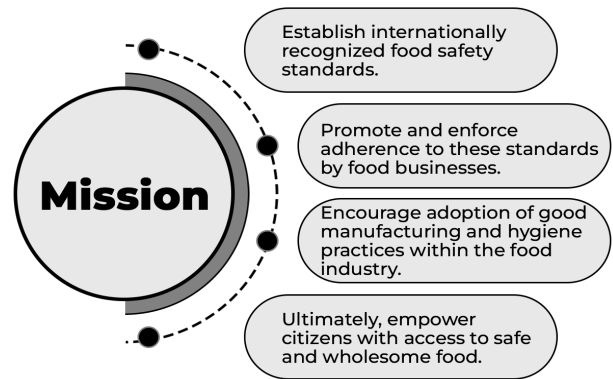 Mission
Establish internationally
recognized food safety
standards.
Promote and enforce
adherence to these standards
by food businesses.
Encourage adoption of good
manufacturing and hygiene
practices within the food
industry.
Ultimately, empower
citizens with access to safe
and wholesome food.